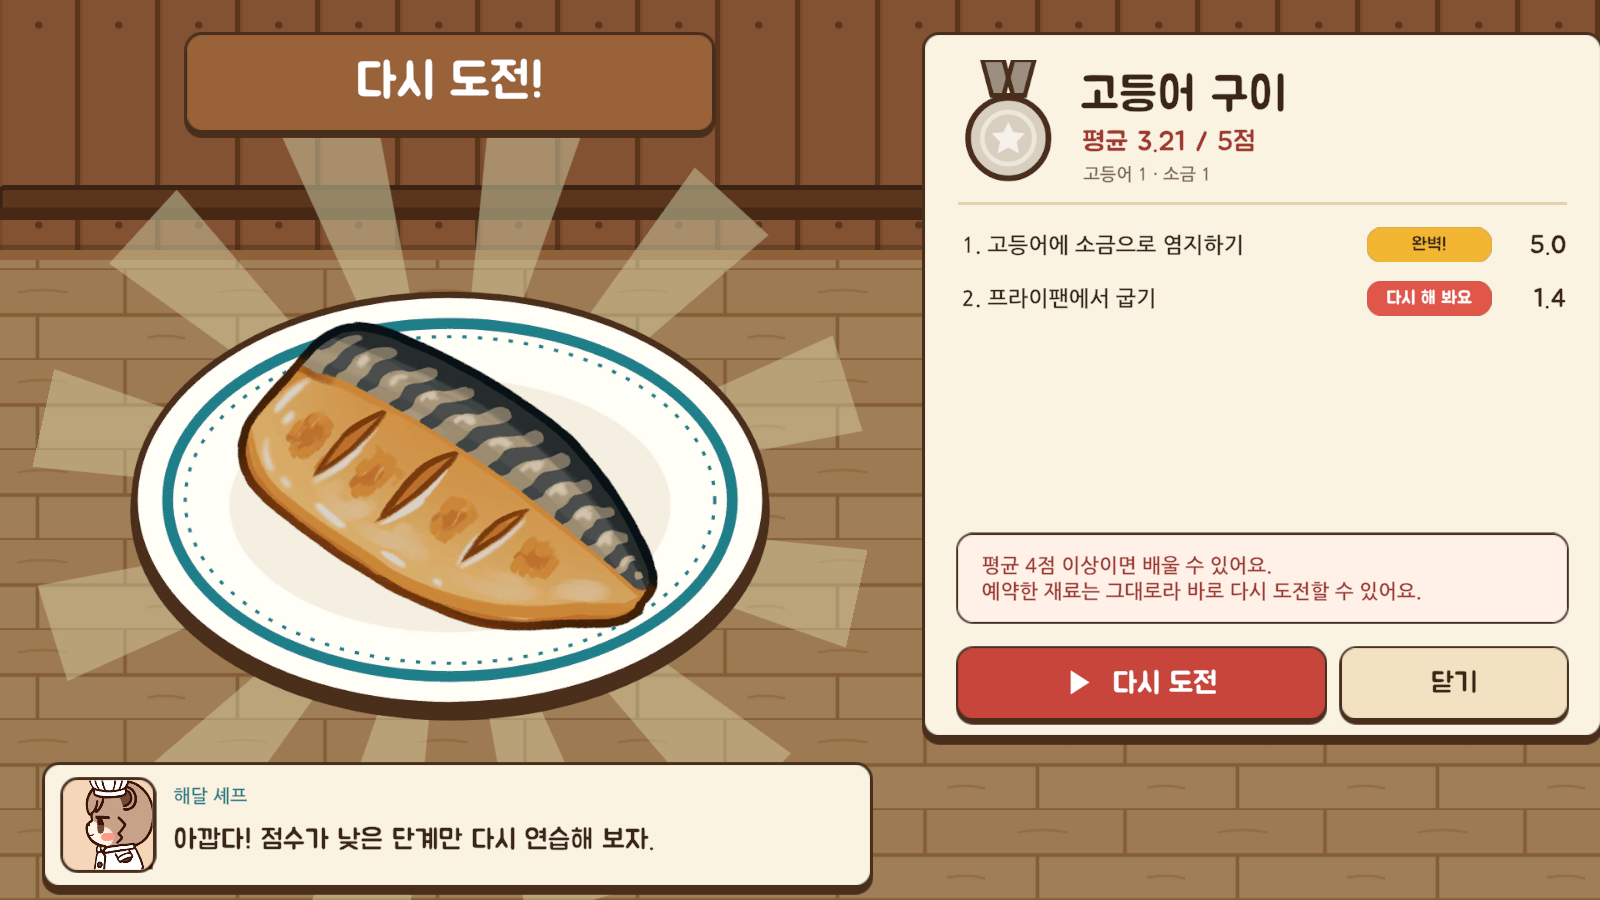 다시 도전!
고등어 구이
평균 3.21 / 5점
고등어 1 · 소금 1
1. 고등어에 소금으로 염지하기 완벽! 5.0
2. 프라이팬에서 굽기 다시 해 봐요 1.4
평균 4점 이상이면 배울 수 있어요.
예약한 재료는 그대로라 바로 다시 도전할 수 있어요.
▶ 다시 도전
닫기
해달 셰프
아깝다! 점수가 낮은 단계만 다시 연습해 보자.